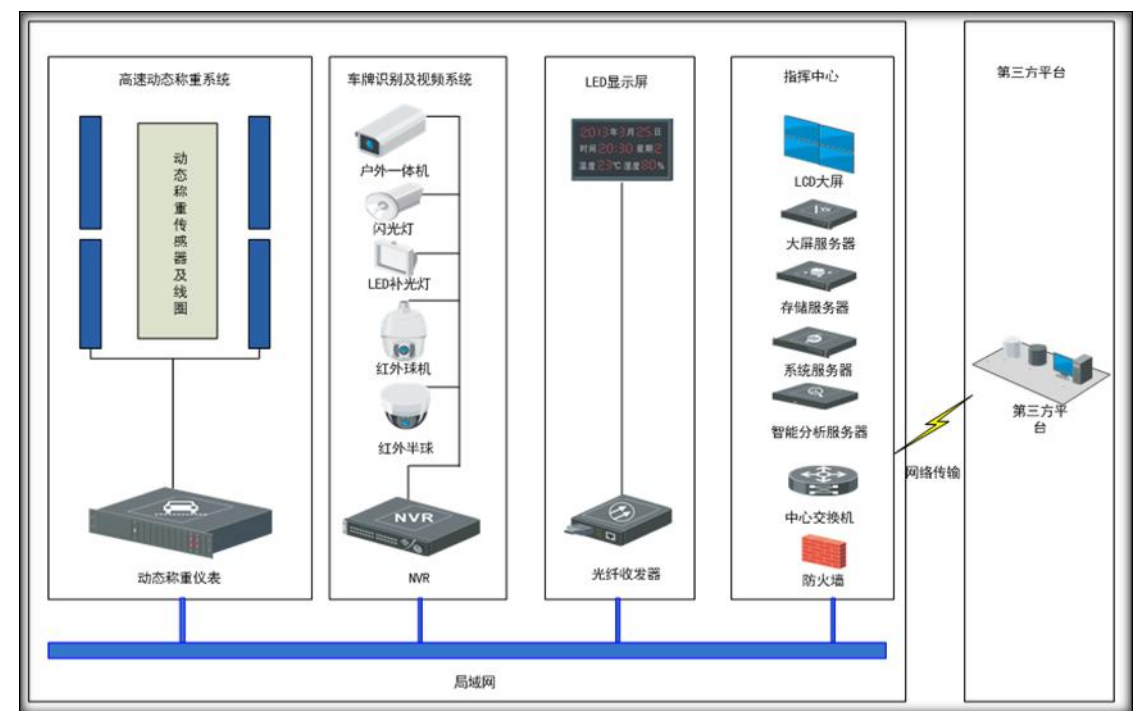 高速动态称重系统
动态称重传感器及线圈
动态称重仪表
车牌识别及视频系统
户外一体机
闪光灯
LED补光灯
红外球机
红外半球
NVR
NVR
LED显示屏
2013年3月25日
时间20:30 星期2
温度23℃湿度80%
光纤收发器
指挥中心
LCD大屏
大屏服务器
存储服务器
系统服务器
智能分析服务器
中心交换机
防火墙
局域网
网络传输
第三方平台
第三方平
台